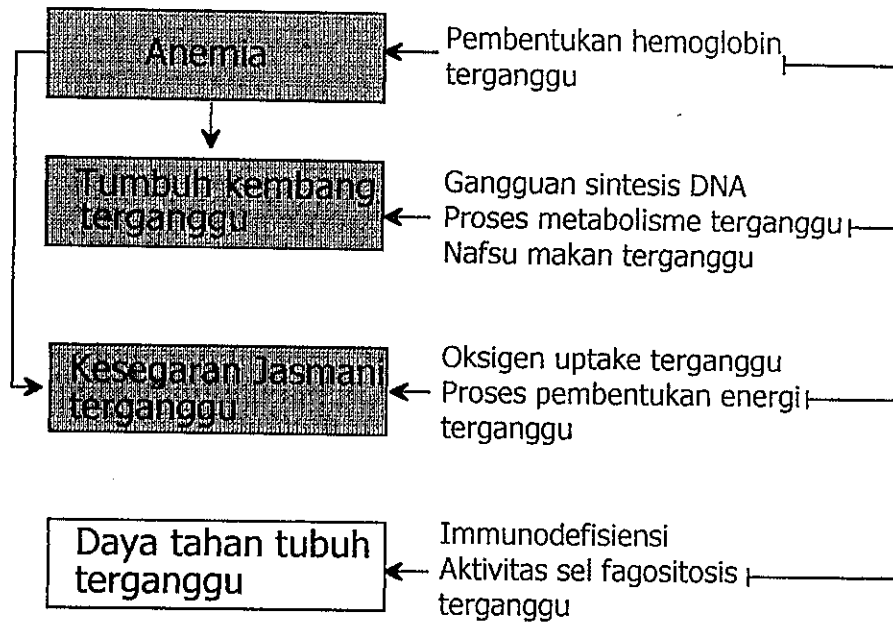 Anemia
Pembentukan hemoglobin
terganggu
Tumbuh kembang
terganggu
Gangguan sintesis DNA
Proses metabolisme terganggu
Nafsu makan terganggu
Kesegaran Jasmani
terganggu
Oksigen uptake terganggu
Proses pembentukan energi
terganggu
Daya tahan tubuh
terganggu
Immunodefisiensi
Aktivitas sel fagositosis
terganggu